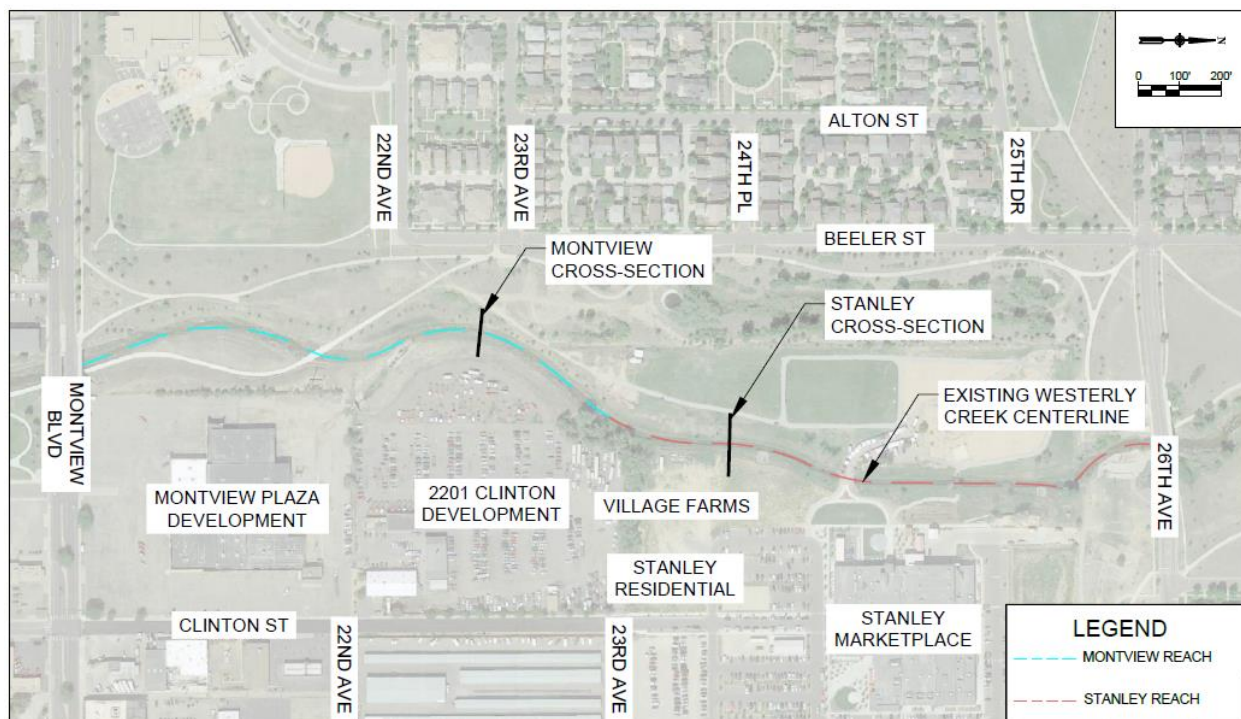 N
0 100' 200'
ALTON ST
22ND AVE
23RD AVE
24TH PL
25TH DR
BEELER ST
MONTVIEW
CROSS-SECTION
STANLEY
CROSS-SECTION
EXISTING WESTERLY
CREEK CENTERLINE
MONTVIEW
BLVD
26TH AVE
MONTVIEW PLAZA
DEVELOPMENT
2201 CLINTON
DEVELOPMENT
VILLAGE FARMS
STANLEY
RESIDENTIAL
STANLEY
MARKETPLACE
CLINTON ST
22ND AVE
23RD AVE
LEGEND
MONTVIEW REACH
STANLEY REACH